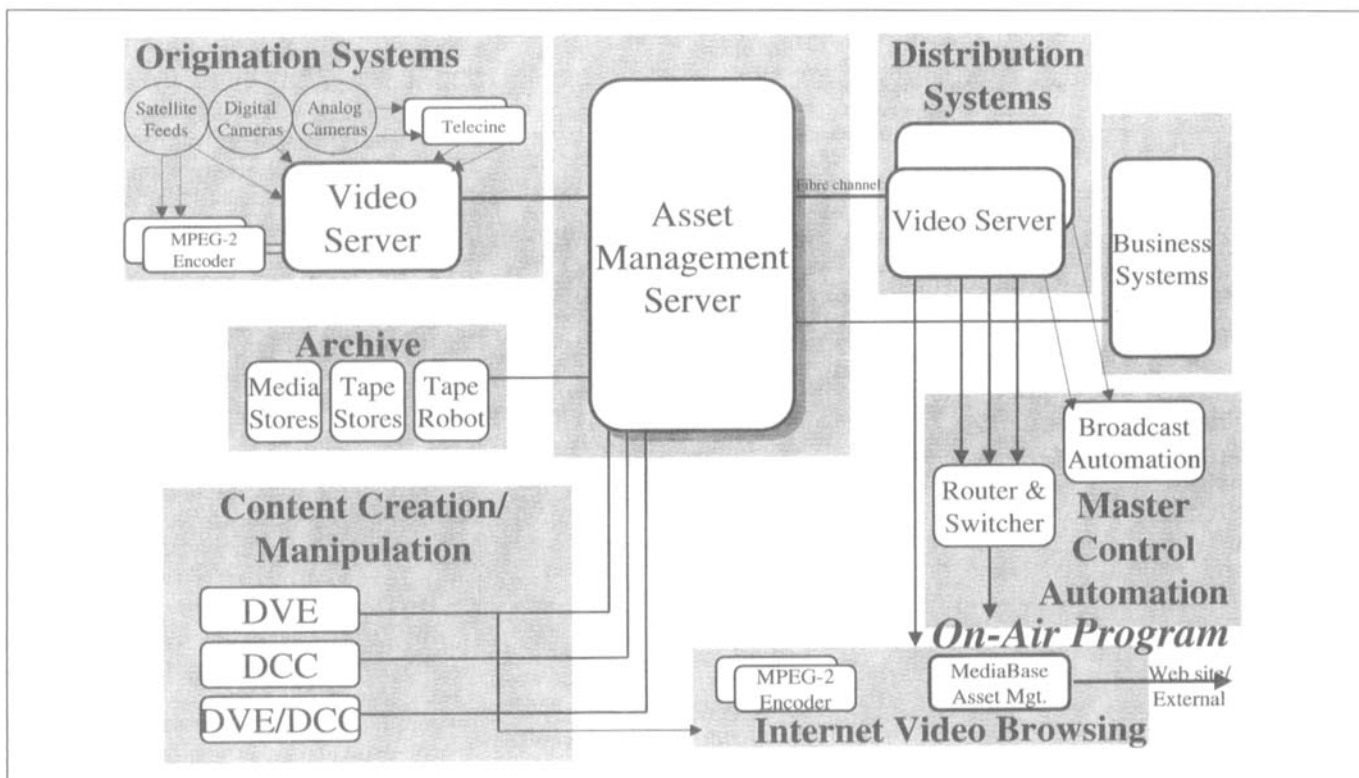 Origination Systems
Satellite
Feeds
Digital
Cameras
Analog
Cameras
Telecine
Video
Server
MPEG-2
Encoder
Archive
Media
Stores
Tape
Stores
Tape
Robot
Content Creation/
Manipulation
DVE
DCC
DVE/DCC
Asset
Management
Server
Distribution
Systems
Fibre channel
Video Server
Business
Systems
Broadcast
Automation
Router &
Switcher
Master
Control
Automation
On-Air Program
MPEG-2
Encoder
MediaBase
Asset Mgt.
Web site/
External
Internet Video Browsing